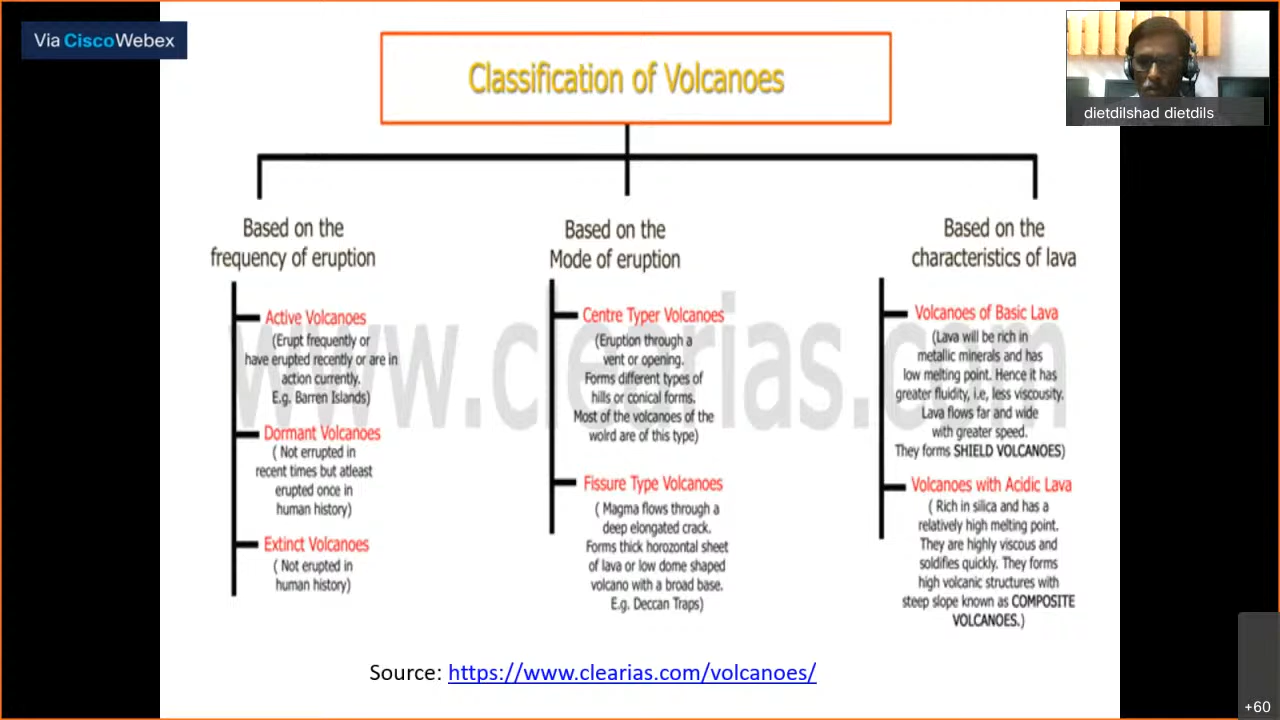 Via CiscoWebex
Classification of Volcanoes
dietdilshad dietdils
Based on the
frequency of eruption
Active Volcanoes
(Erupt frequently or
have erupted recently or are in
action currently.
E.g. Barren Islands)
Dormant Volcanoes
( Not errupted in
recent times but atleast
erupted once in
human history)
Extinct Volcanoes
( Not erupted in
human history)
Based on the
Mode of eruption
Centre Typer Volcanoes
(Eruption through a
vent or opening.
Forms different types of
hills or conical forms.
Most of the volcanoes of the
wolrd are of this type)
Fissure Type Volcanoes
( Magma flows through a
deep elongated crack.
Forms thick horozontal sheet
of lava or low dome shaped
volcano with a broad base.
E.g. Deccan Traps)
Based on the
characteristics of lava
Volcanoes of Basic Lava
(Lava will be rich in
metallic minerals and has
low melting point. Hence it has
greater fluidity, i.e, less viscousity.
Lava flows far and wide
with greater speed.
They forms SHIELD VOLCANOES)
Volcanoes with Acidic Lava
( Rich in silica and has a
relatively high melting point.
They are highly viscous and
soldifies quickly. They forms
high volcanic structures with
steep slope known as COMPOSITE
VOLCANOES.)
www.clearias.com
Source: https://www.clearias.com/volcanoes/
+60